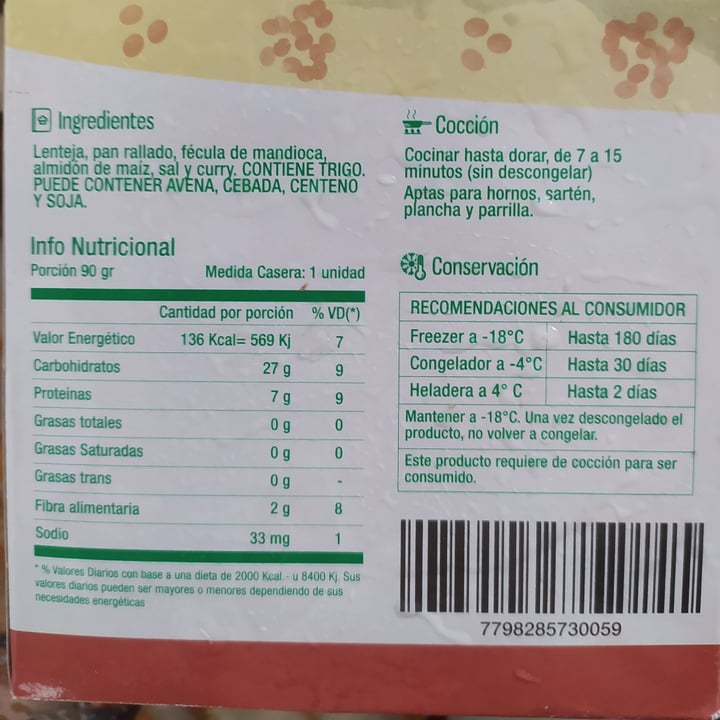 Ingredientes
Lenteja, pan rallado, fécula de mandioca,
almidón de maíz, sal y curry. CONTIENE TRIGO.
PUEDE CONTENER AVENA, CEBADA, CENTENO
Y SOJA.
Info Nutricional
Porción 90 gr Medida Casera: 1 unidad
Cantidad por porción % VD(*)
Valor Energético 136 Kcal= 569 Kj 7
Carbohidratos 27 g 9
Proteinas 7 g 9
Grasas totales 0 g 0
Grasas Saturadas 0 g 0
Grasas trans 0 g -
Fibra alimentaria 2 g 8
Sodio 33 mg 1
* % Valores Diarios con base a una dieta de 2000 Kcal.- u 8400 Kj. Sus
valores diarios pueden ser mayores o menores dependiendo de sus
necesidades energéticas
Cocción
Cocinar hasta dorar, de 7 a 15
minutos (sin descongelar)
Aptas para hornos, sartén,
plancha y parrilla.
Conservación
RECOMENDACIONES AL CONSUMIDOR
Freezer a -18°C Hasta 180 días
Congelador a -4°C Hasta 30 días
Heladera a 4° C Hasta 2 días
Mantener a -18°C. Una vez descongelado el
producto, no volver a congelar.
Este producto requiere de cocción para ser
consumido.
7798285730059